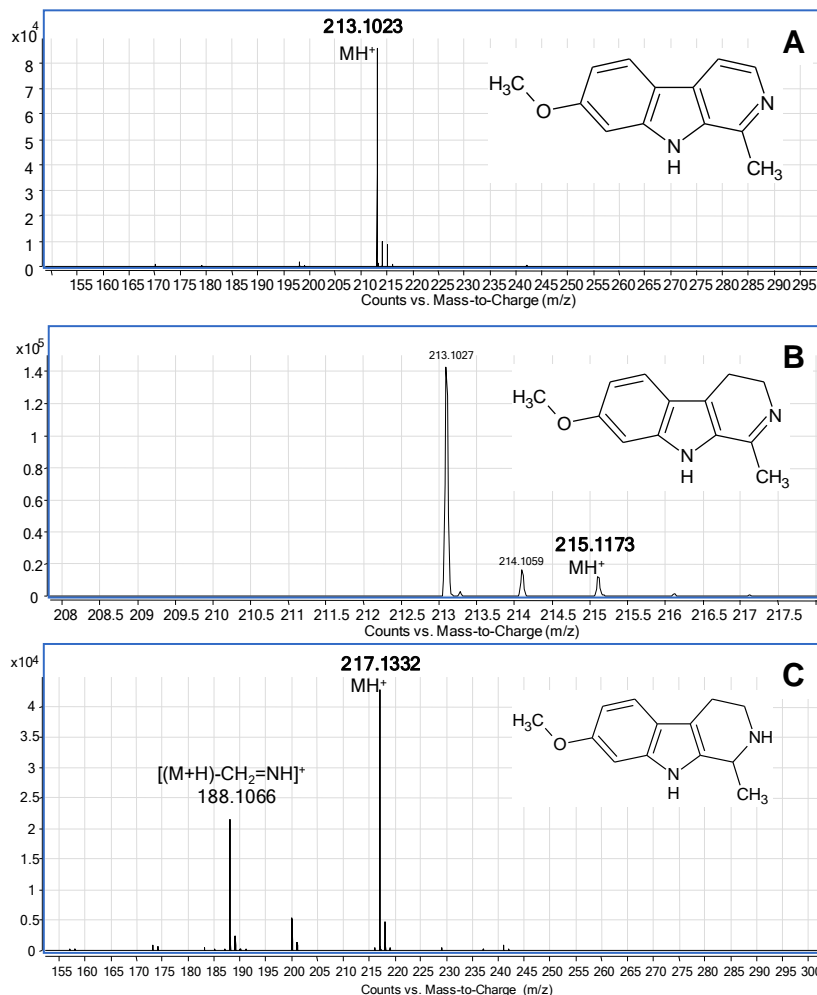 A
x10⁴
213.1023
MH⁺
8
7
6
5
4
3
2
1
0
H₃C
O
N
H
N
CH₃
155 160 165 170 175 180 185 190 195 200 205 210 215 220 225 230 235 240 245 250 255 260 265 270 275 280 285 290 295
Counts vs. Mass-to-Charge (m/z)
B
x10⁵
213.1027
1.4
1.2
1
0.8
0.6
0.4
0.2
0
214.1059
215.1173
MH⁺
H₃C
O
N
H
N
CH₃
208 208.5 209 209.5 210 210.5 211 211.5 212 212.5 213 213.5 214 214.5 215 215.5 216 216.5 217 217.5
Counts vs. Mass-to-Charge (m/z)
C
x10⁴
217.1332
MH⁺
4
3.5
3
2.5
2
1.5
1
0.5
0
[(M+H)-CH₂=NH]⁺
188.1066
H₃C
O
N
H
NH
CH₃
155 160 165 170 175 180 185 190 195 200 205 210 215 220 225 230 235 240 245 250 255 260 265 270 275 280 285 290 295 300
Counts vs. Mass-to-Charge (m/z)